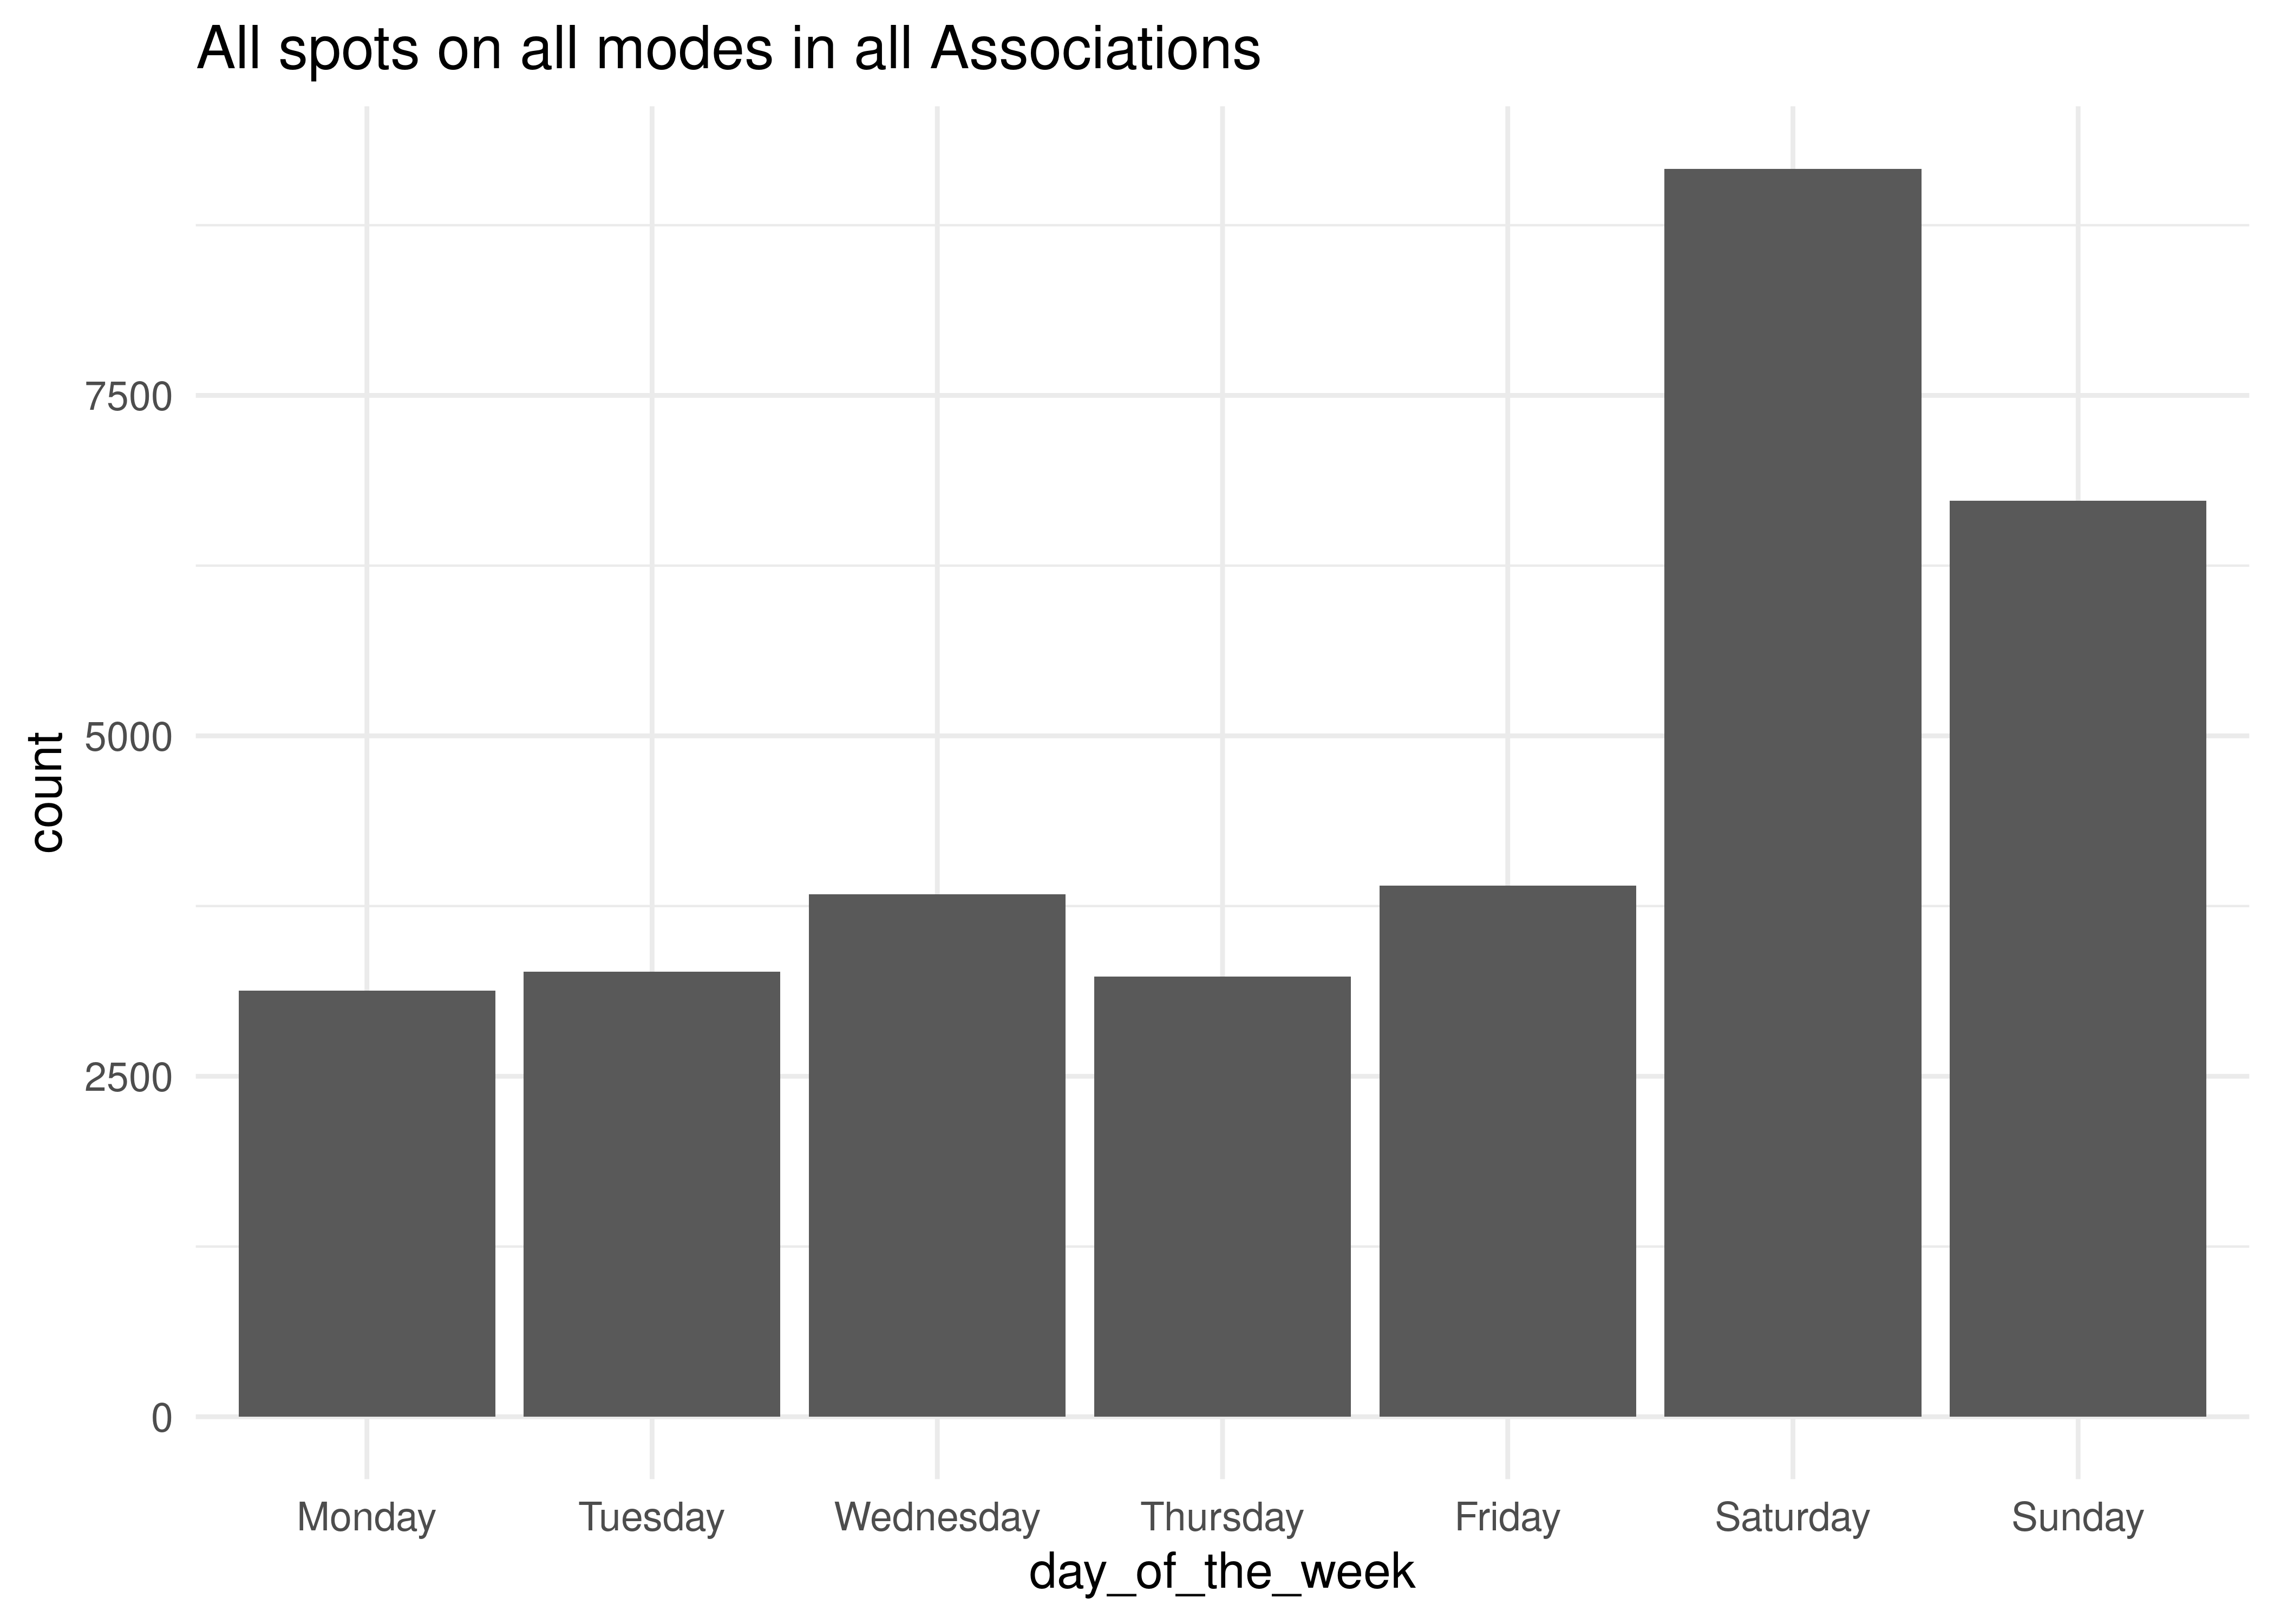 All spots on all modes in all Associations
count
7500
5000
2500
0
Monday Tuesday Wednesday Thursday Friday Saturday Sunday
day_of_the_week